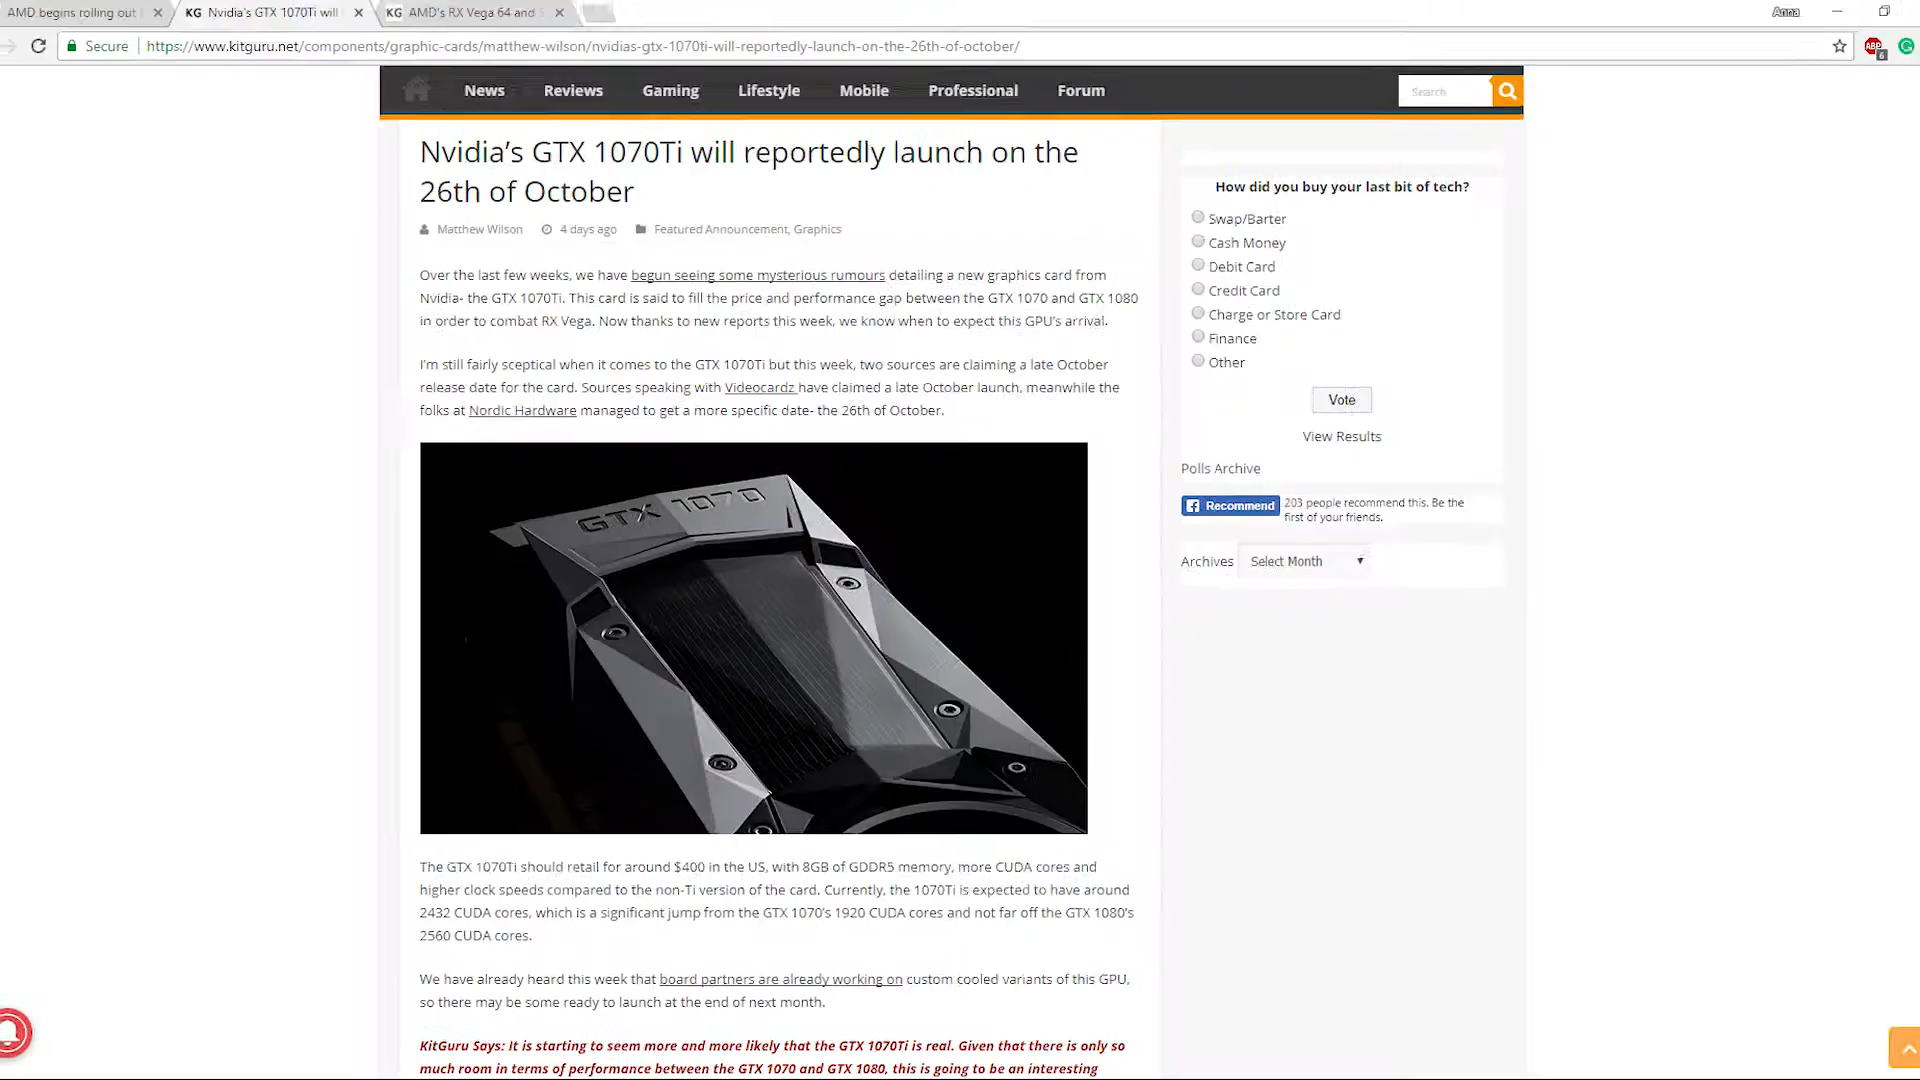 AMD begins rolling out
KG Nvidia's GTX 1070Ti will
KG AMD's RX Vega 64 and
Anna
Secure
https://www.kitguru.net/components/graphic-cards/matthew-wilson/nvidias-gtx-1070ti-will-reportedly-launch-on-the-26th-of-october/
ABP
6
News
Reviews
Gaming
Lifestyle
Mobile
Professional
Forum
Search
Nvidia's GTX 1070Ti will reportedly launch on the
26th of October
Matthew Wilson
4 days ago
Featured Announcement, Graphics
Over the last few weeks, we have begun seeing some mysterious rumours detailing a new graphics card from
Nvidia- the GTX 1070Ti. This card is said to fill the price and performance gap between the GTX 1070 and GTX 1080
in order to combat RX Vega. Now thanks to new reports this week, we know when to expect this GPU's arrival.
I'm still fairly sceptical when it comes to the GTX 1070Ti but this week, two sources are claiming a late October
release date for the card. Sources speaking with Videocardz have claimed a late October launch, meanwhile the
folks at Nordic Hardware managed to get a more specific date- the 26th of October.
GTX 1070
The GTX 1070Ti should retail for around $400 in the US, with 8GB of GDDR5 memory, more CUDA cores and
higher clock speeds compared to the non-Ti version of the card. Currently, the 1070Ti is expected to have around
2432 CUDA cores, which is a significant jump from the GTX 1070's 1920 CUDA cores and not far off the GTX 1080's
2560 CUDA cores.
We have already heard this week that board partners are already working on custom cooled variants of this GPU,
so there may be some ready to launch at the end of next month.
KitGuru Says: It is starting to seem more and more likely that the GTX 1070Ti is real. Given that there is only so
much room in terms of performance between the GTX 1070 and GTX 1080, this is going to be an interesting
How did you buy your last bit of tech?
Swap/Barter
Cash Money
Debit Card
Credit Card
Charge or Store Card
Finance
Other
Vote
View Results
Polls Archive
Recommend
203 people recommend this. Be the
first of your friends.
Archives
Select Month